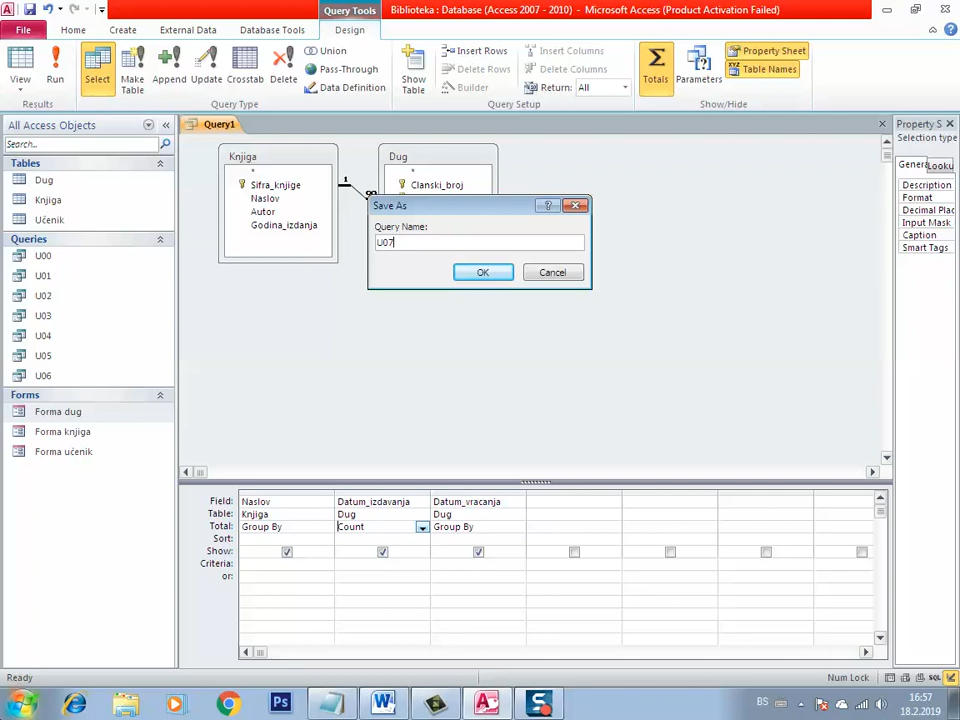 Query Tools
Biblioteka : Database (Access 2007 - 2010) - Microsoft Access (Product Activation Failed)
File Home Create External Data Database Tools Design
View Run Select Make Table Append Update Crosstab Delete
Union
Pass-Through
Data Definition
Show Table
Insert Rows
Delete Rows
Builder
Insert Columns
Delete Columns
Return: All
Totals Parameters
Property Sheet
XYZ Table Names
Results Query Type Query Setup Show/Hide
All Access Objects
Search...
Tables
Dug
Knjiga
Učenik
Queries
U00
U01
U02
U03
U04
U05
U06
Forms
Forma dug
Forma knjiga
Forma učenik
Query1
Knjiga
*
Sifra_knjige
Naslov
Autor
Godina_izdanja
1
Dug
*
Clanski_broj
Save As
Query Name:
U07
OK Cancel
Property S
Selection type
Genera Looku
Description
Format
Decimal Plac
Input Mask
Caption
Smart Tags
Field: Naslov Datum_izdavanja Datum_vracanja
Table: Knjiga Dug Dug
Total: Group By Count Group By
Sort:
Show:
Criteria:
or:
Ready Num Lock SQL
Ps W A S BS 16:57
18.2.2019